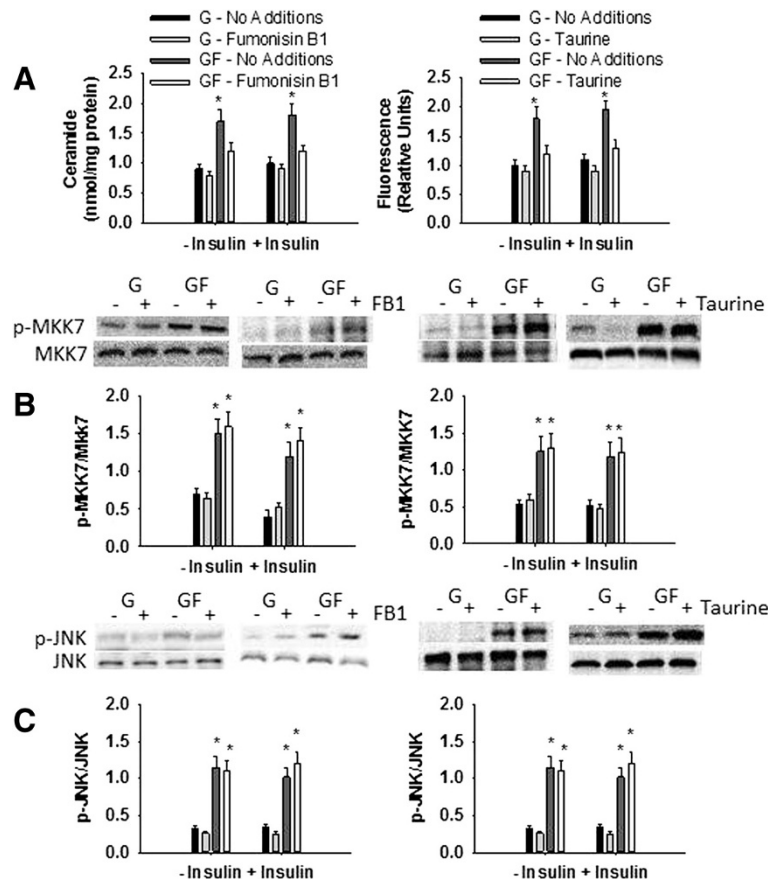 G - No Additions
G - Fumonisin B1
GF - No Additions
GF - Fumonisin B1
G - No Additions
G - Taurine
GF - No Additions
GF - Taurine
A
Ceramide
(nmol/mg protein)
2.5
2.0
1.5
1.0
0.5
0.0
* *
- Insulin + Insulin
Fluorescence
(Relative Units)
2.5
2.0
1.5
1.0
0.5
0.0
* *
- Insulin + Insulin
G GF G GF
- + - + - + - + FB1
G GF G GF
- + - + - + - + Taurine
p-MKK7
MKK7
B
p-MKK7/Mkk7
2.0
1.5
1.0
0.5
0.0
* * * *
- Insulin + Insulin
p-MKK7/MKK7
2.0
1.5
1.0
0.5
0.0
* * * *
- Insulin + Insulin
G GF G GF
- + - + - + - + FB1
G GF G GF
- + - + - + - + Taurine
p-JNK
JNK
C
p-JNK/JNK
2.0
1.5
1.0
0.5
0.0
* * * *
- Insulin + Insulin
p-JNK/JNK
2.0
1.5
1.0
0.5
0.0
* * * *
- Insulin + Insulin